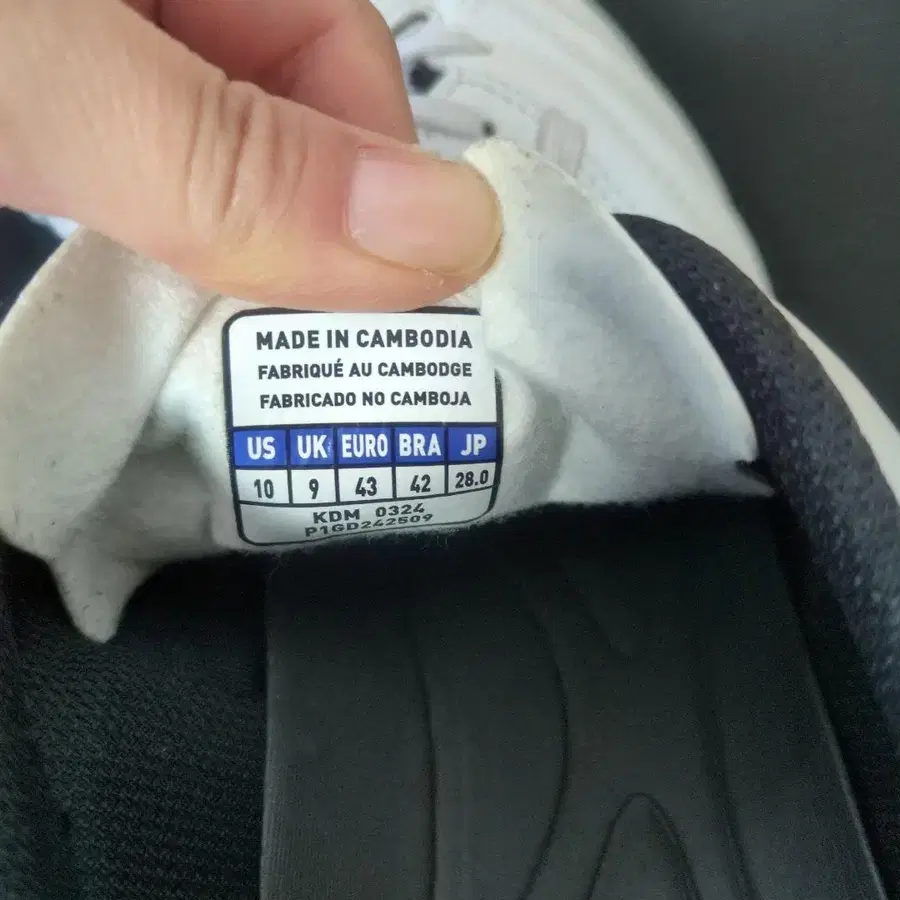 MADE IN CAMBODIA
FABRIQUÉ AU CAMBODGE
FABRICADO NO CAMBOJA
US UK EURO BRA JP
10 9 43 42 28.0
KDM 0324
P1GD242509